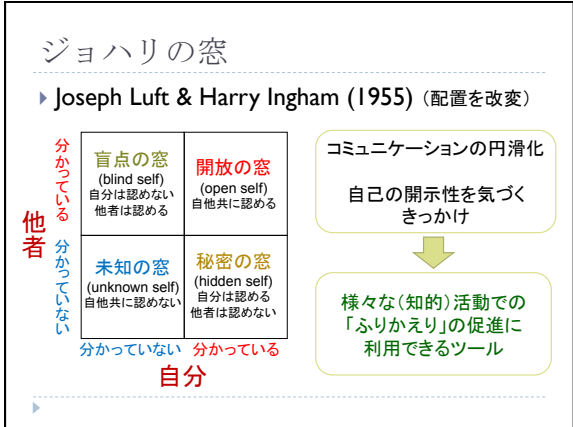 ジョハリの窓
Joseph Luft & Harry Ingham (1955) (配置を改変)
他者
分かっている
分かっていない
盲点の窓
(blind self)
自分は認めない
他者は認める
開放の窓
(open self)
自他共に認める
未知の窓
(unknown self)
自他共に認めない
秘密の窓
(hidden self)
自分は認める
他者は認めない
分かっていない 分かっている
自分
コミュニケーションの円滑化
自己の開示性を気づく
きっかけ
様々な(知的)活動での
「ふりかえり」の促進に
利用できるツール